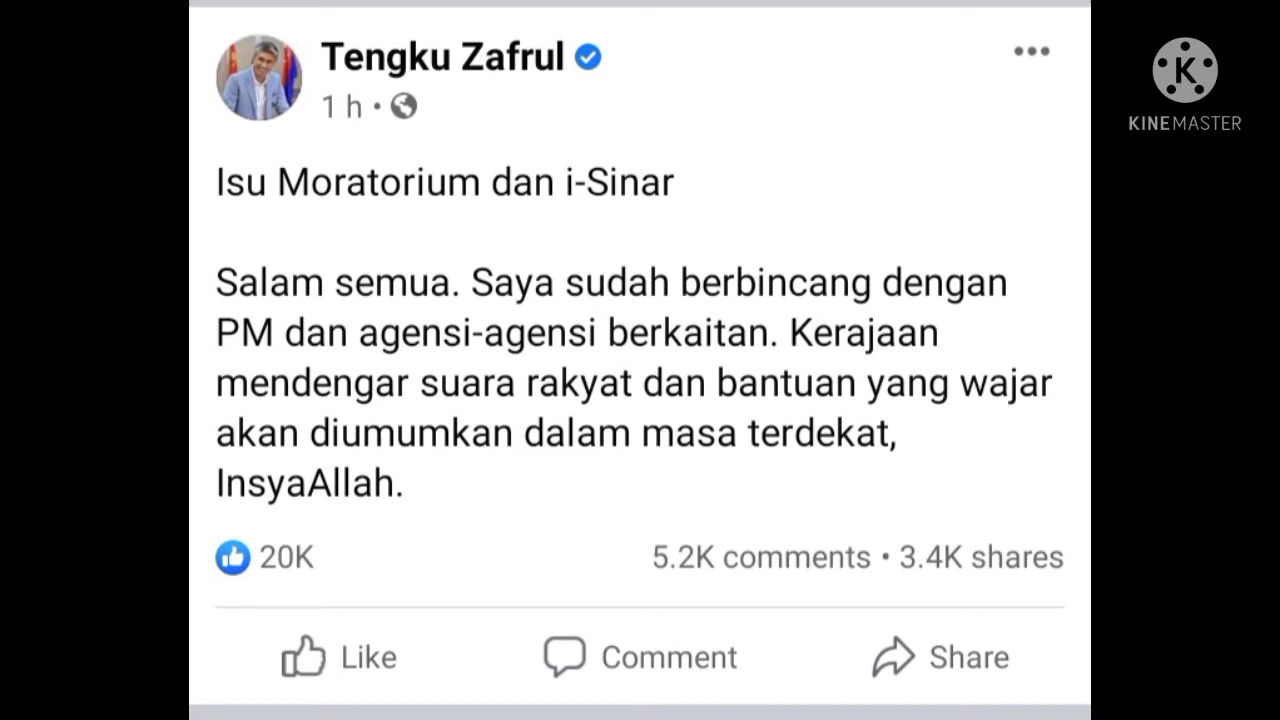 Tengku Zafrul
1 h •
Isu Moratorium dan i-Sinar
Salam semua. Saya sudah berbincang dengan
PM dan agensi-agensi berkaitan. Kerajaan
mendengar suara rakyat dan bantuan yang wajar
akan diumumkan dalam masa terdekat,
InsyaAllah.
20K
5.2K comments • 3.4K shares
Like
Comment
Share
K
KINEMASTER